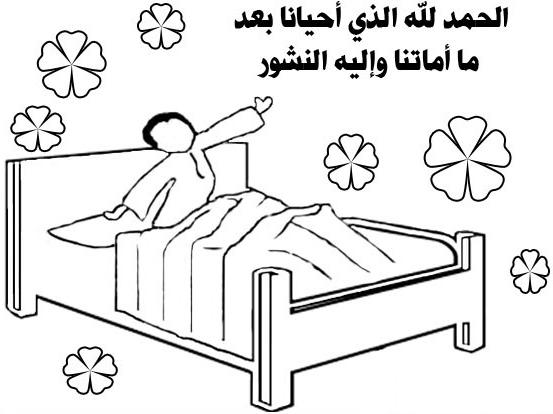 الحمد لله الذي أحيانا بعد
ما أماتنا وإليه النشور